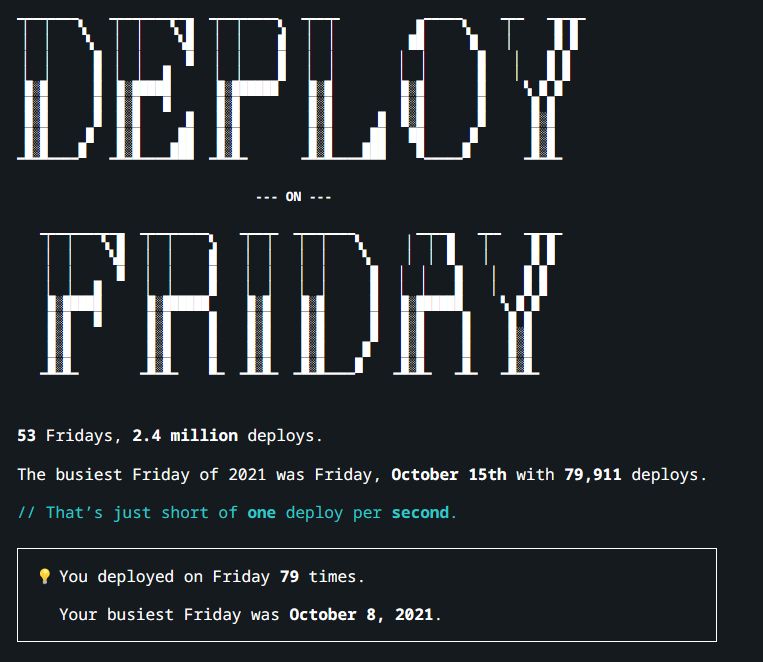 DEPLOY
--- ON ---
FRIDAY
53 Fridays, 2.4 million deploys.
The busiest Friday of 2021 was Friday, October 15th with 79,911 deploys.
// That’s just short of one deploy per second.
💡 You deployed on Friday 79 times.
Your busiest Friday was October 8, 2021.